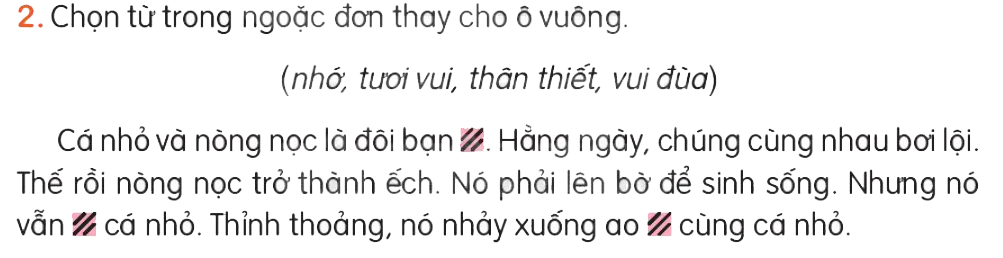 2. Chọn từ trong ngoặc đơn thay cho ô vuông.
(nhớ, tươi vui, thân thiết, vui đùa)
Cá nhỏ và nòng nọc là đôi bạn . Hằng ngày, chúng cùng nhau bơi lội.
Thế rồi nòng nọc trở thành ếch. Nó phải lên bờ để sinh sống. Nhưng nó
vẫn cá nhỏ. Thỉnh thoảng, nó nhảy xuống ao cùng cá nhỏ.